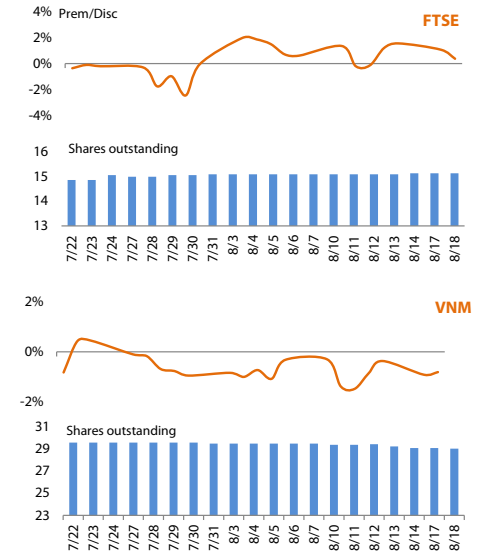 4% Prem/Disc
FTSE
2%
0%
-2%
-4%
16 Shares outstanding
15
14
13
7/22 7/23 7/24 7/27 7/28 7/29 7/30 7/31 8/3 8/4 8/5 8/6 8/7 8/10 8/11 8/12 8/13 8/14 8/17 8/18
2%
VNM
0%
-2%
31
Shares outstanding
29
27
25
23
7/22 7/23 7/24 7/27 7/28 7/29 7/30 7/31 8/3 8/4 8/5 8/6 8/7 8/10 8/11 8/12 8/13 8/14 8/17 8/18